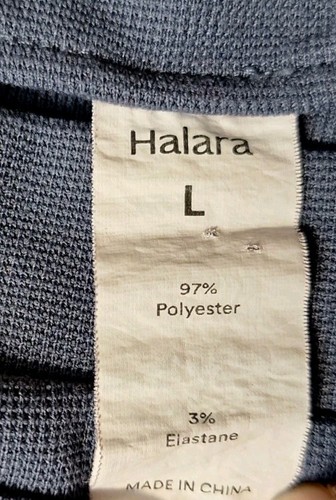 Halara
L
97%
Polyester
3%
Elastane
MADE IN CHINA